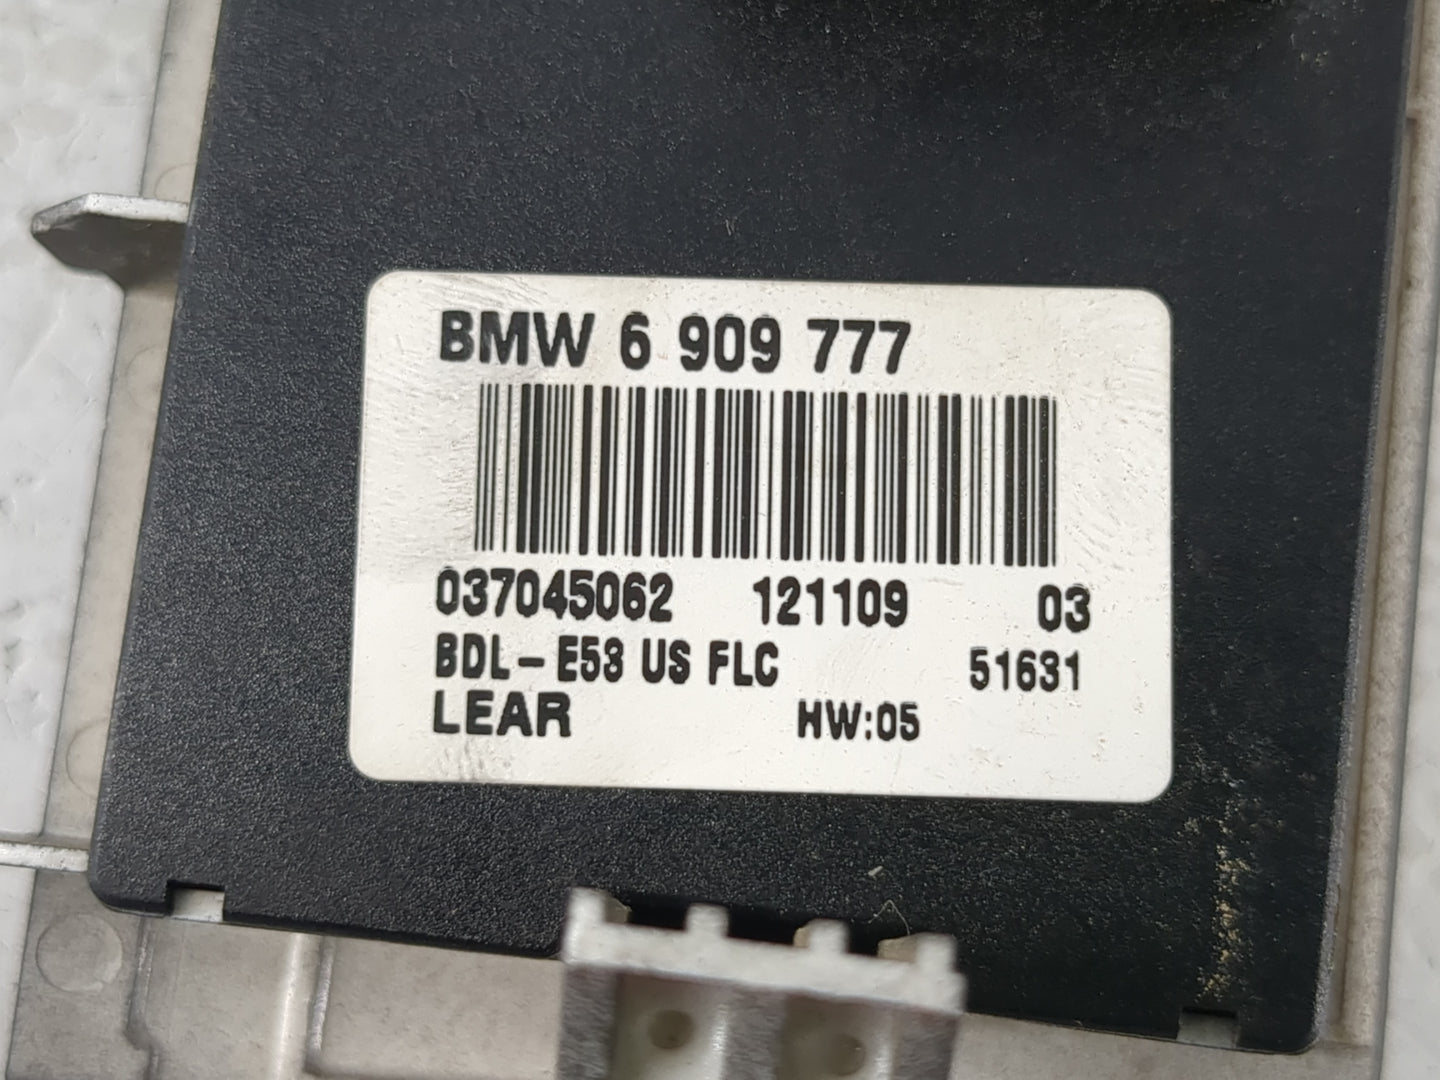 BMW 6 909 777
037045062 121109 03
BDL-E53 US FLC 51631
LEAR HW:05